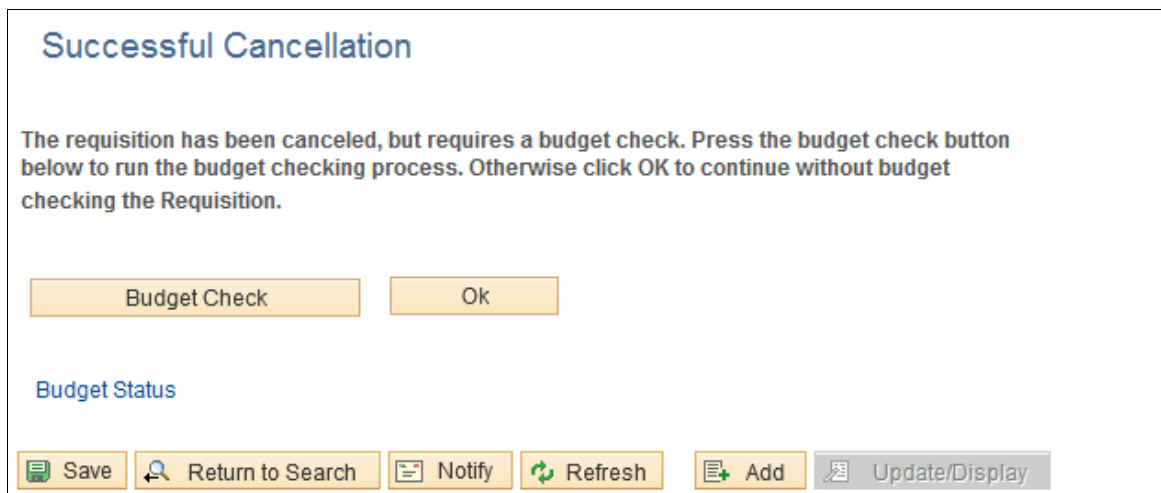 Successful Cancellation
The requisition has been canceled, but requires a budget check. Press the budget check button
below to run the budget checking process. Otherwise click OK to continue without budget
checking the Requisition.
Budget Check Ok
Budget Status
Save Return to Search Notify Refresh Add Update/Display